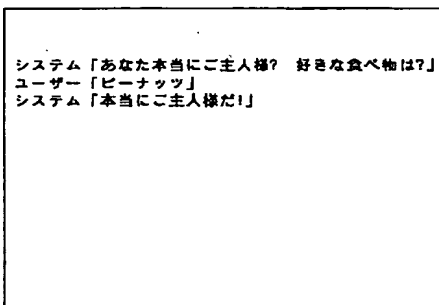 システム「あなた本当にご主人様?　好きな食べ物は?」
ユーザー「ピーナッツ」
システム「本当にご主人様だ!」